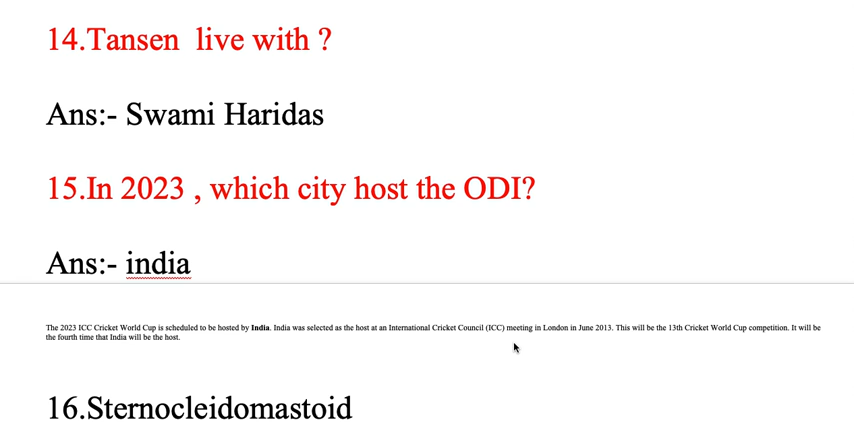 14.Tansen  live with ?
Ans:- Swami Haridas
15.In 2023 , which city host the ODI?
Ans:- india
The 2023 ICC Cricket World Cup is scheduled to be hosted by India. India was selected as the host at an International Cricket Council (ICC) meeting in London in June 2013. This will be the 13th Cricket World Cup competition. It will be
the fourth time that India will be the host.
16.Sternocleidomastoid